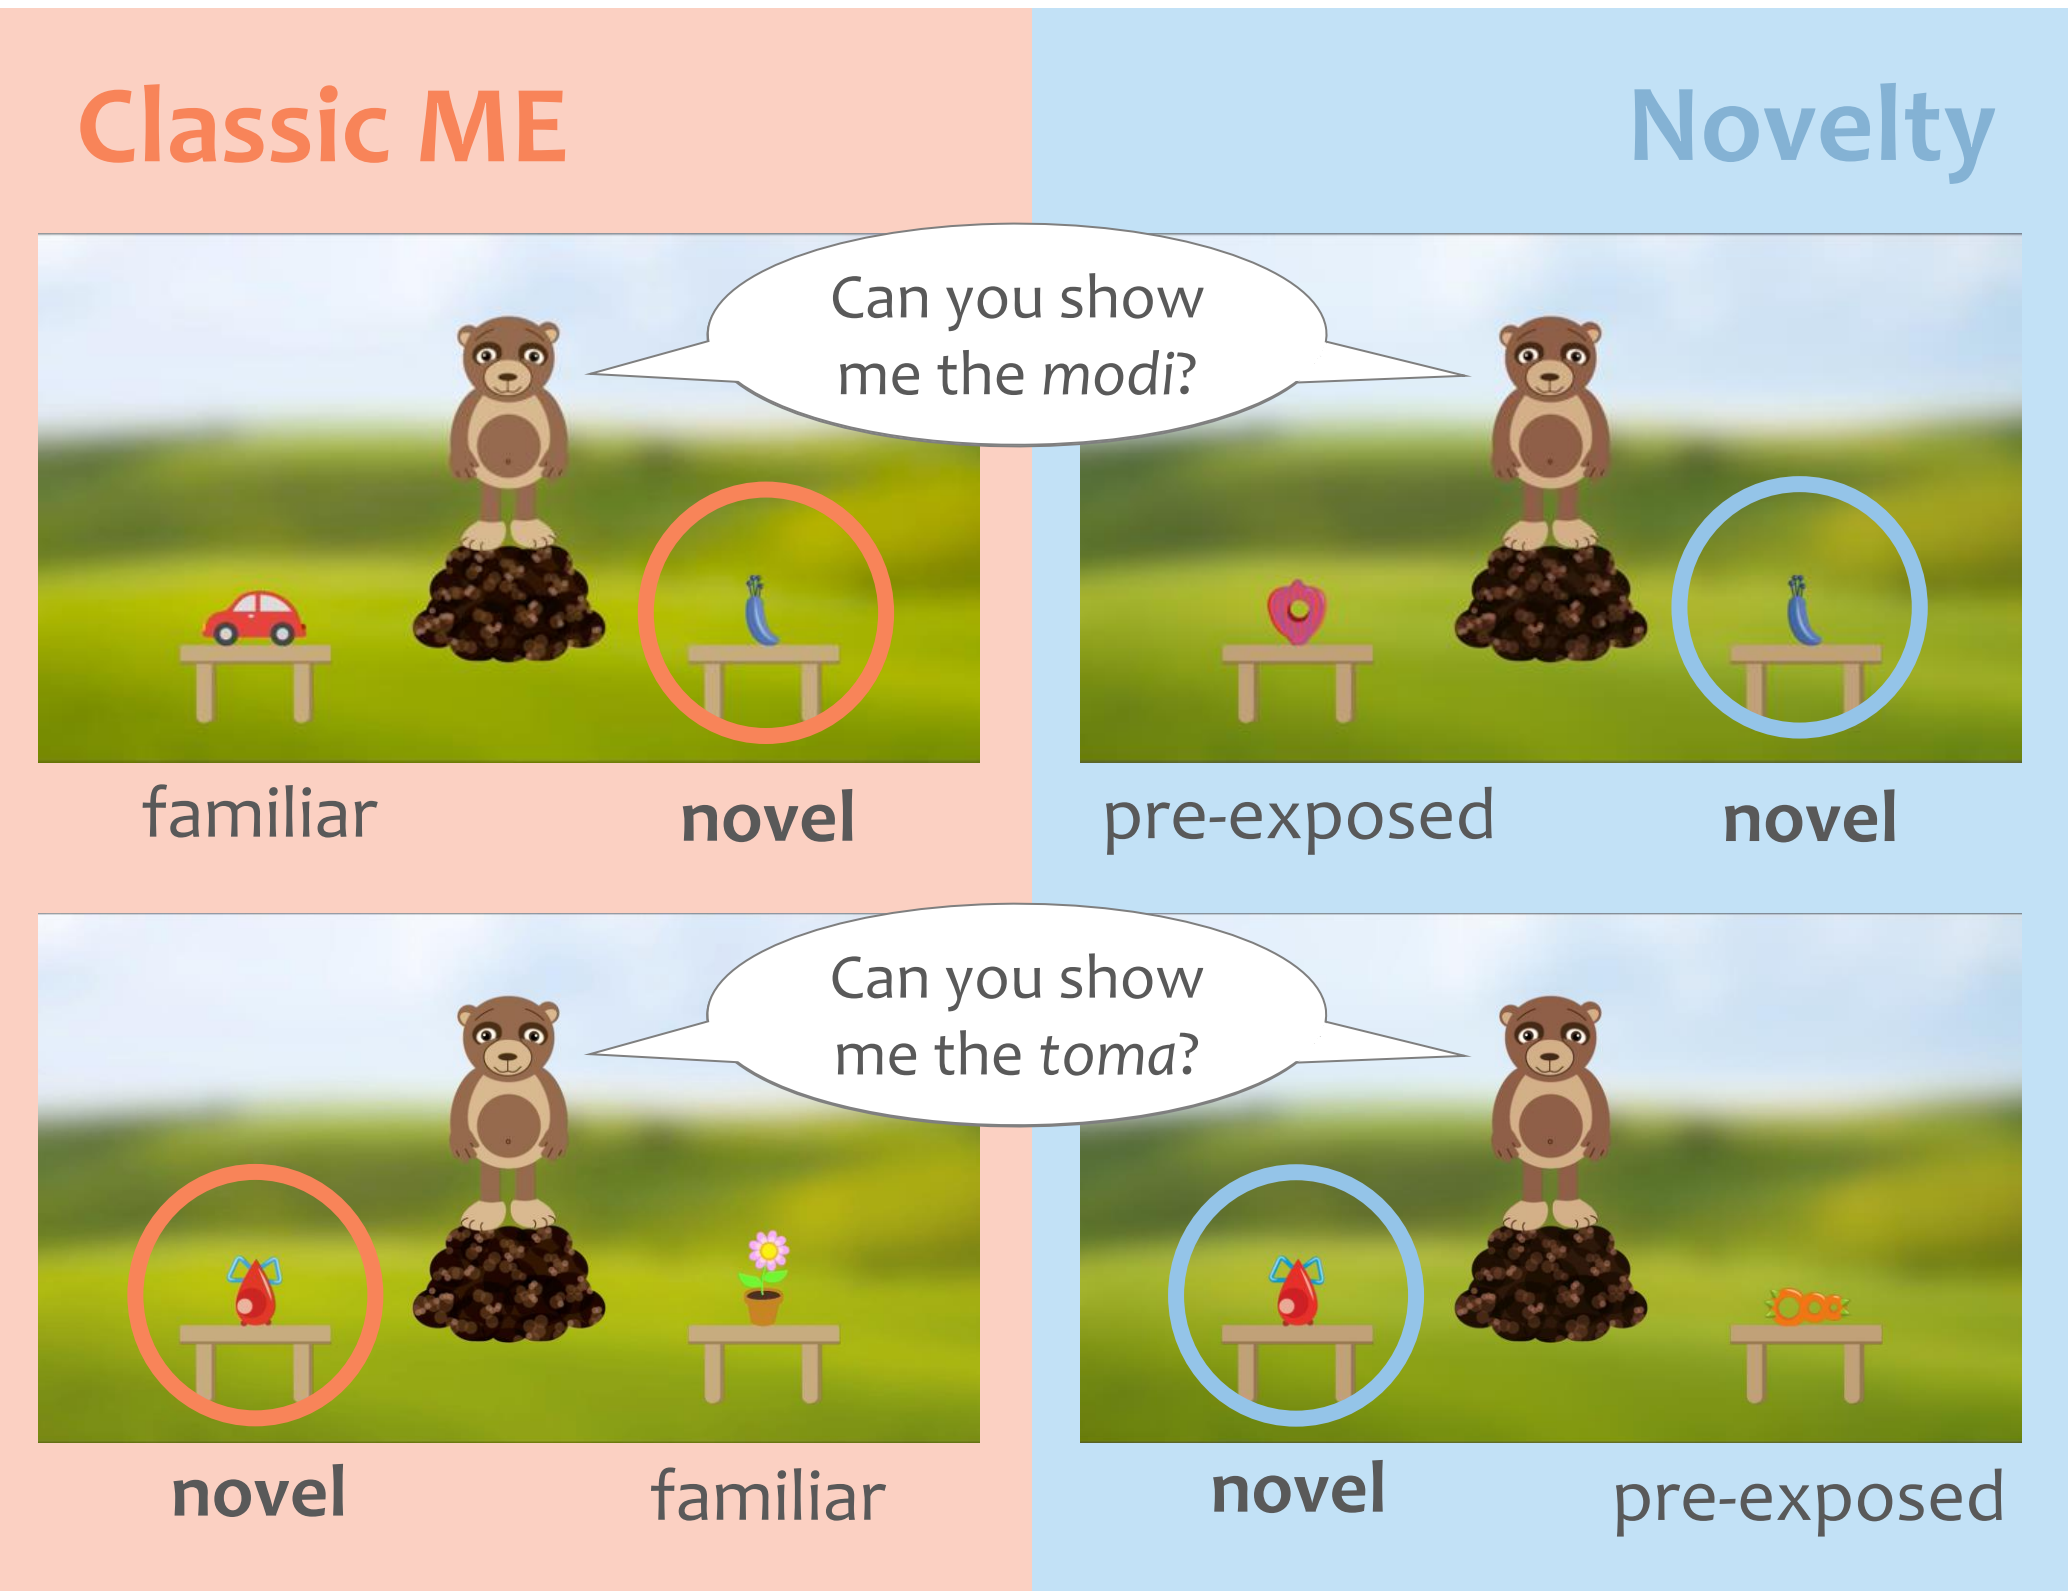 Classic ME
Novelty
Can you show
me the modi?
familiar
novel
pre-exposed
novel
Can you show
me the toma?
novel
familiar
novel
pre-exposed